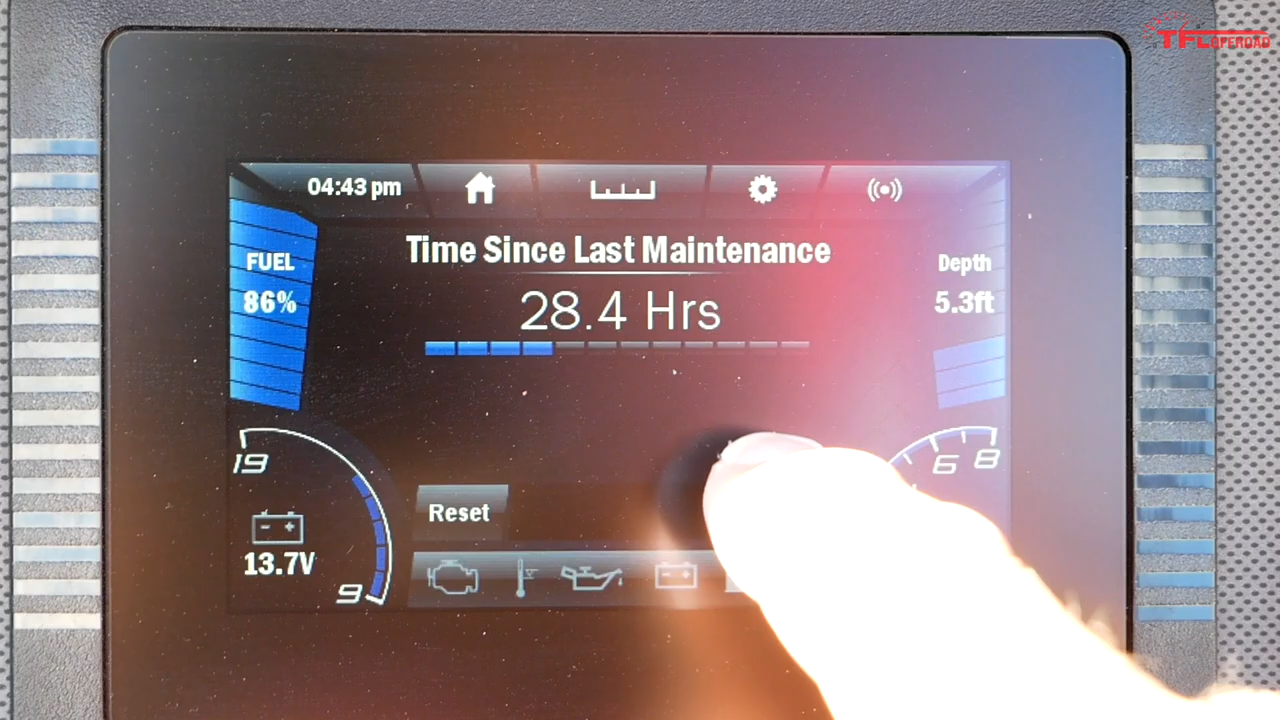 TFLOFFROAD
04:43 pm
Time Since Last Maintenance
28.4 Hrs
FUEL
86%
Depth
5.3ft
19
13.7V
9
6 8
Reset